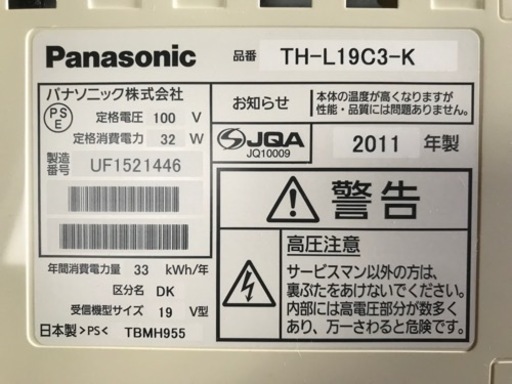 Panasonic
品番 TH-L19C3-K
パナソニック株式会社
PSE
定格電圧 100 V
定格消費電力 32 W
製造番号 UF1521446
お知らせ
本体の温度が高くなりますが
性能・品質には問題ありません。
JQA
JQ10009
2011 年製
警告
高圧注意
サービスマン以外の方は、
裏ぶたをあけないでください。
内部には高電圧部分が数多く
あり、万一さわると危険です。
年間消費電力量 33 kWh/年
区分名 DK
受信機型サイズ 19 V型
日本製 >PS< TBMH955